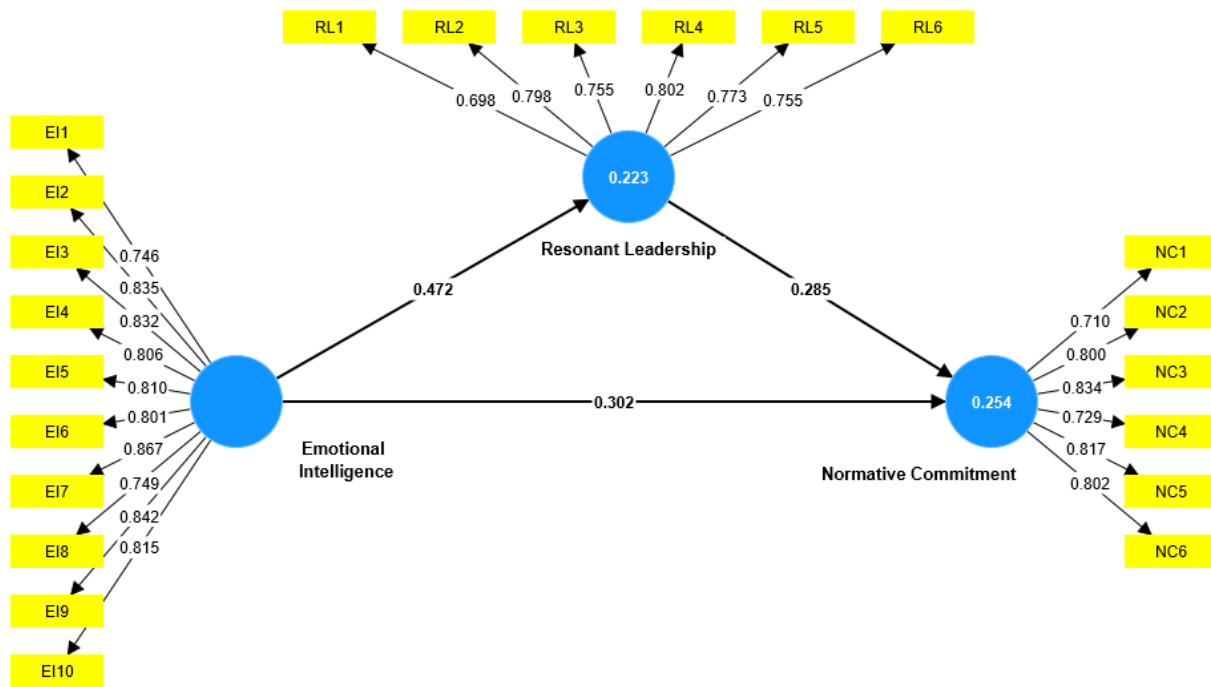 RL1 RL2 RL3 RL4 RL5 RL6
0.698 0.798 0.755 0.802 0.773 0.755
0.223
Resonant Leadership
EI1
EI2
EI3
EI4
EI5
EI6
EI7
EI8
EI9
EI10
0.746
0.835
0.832
0.806
0.810
0.801
0.867
0.749
0.842
0.815
Emotional
Intelligence
0.472
0.285
0.302
0.254
Normative Commitment
0.710
0.800
0.834
0.729
0.817
0.802
NC1
NC2
NC3
NC4
NC5
NC6